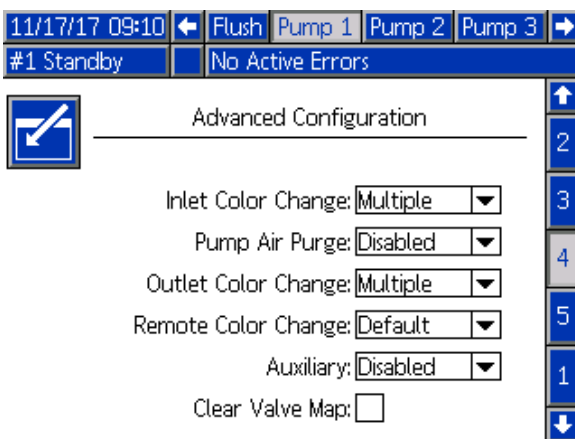 11/17/17 09:10 Flush Pump 1 Pump 2 Pump 3
#1 Standby No Active Errors
Advanced Configuration
2
Inlet Color Change: Multiple
3
Pump Air Purge: Disabled
4
Outlet Color Change: Multiple
Remote Color Change: Default
5
Auxiliary: Disabled
1
Clear Valve Map: